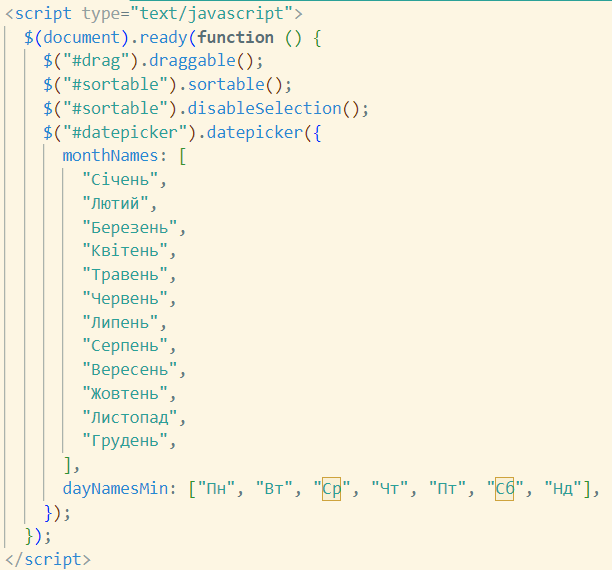 <script type="text/javascript">
$(document).ready(function () {
$("#drag").draggable();
$("#sortable").sortable();
$("#sortable").disableSelection();
$("#datepicker").datepicker({
monthNames: [
"Січень",
"Лютий",
"Березень",
"Квітень",
"Травень",
"Червень",
"Липень",
"Серпень",
"Вересень",
"Жовтень",
"Листопад",
"Грудень",
],
dayNamesMin: ["Пн", "Вт", "Ср", "Чт", "Пт", "Сб", "Нд"],
});
});
</script>